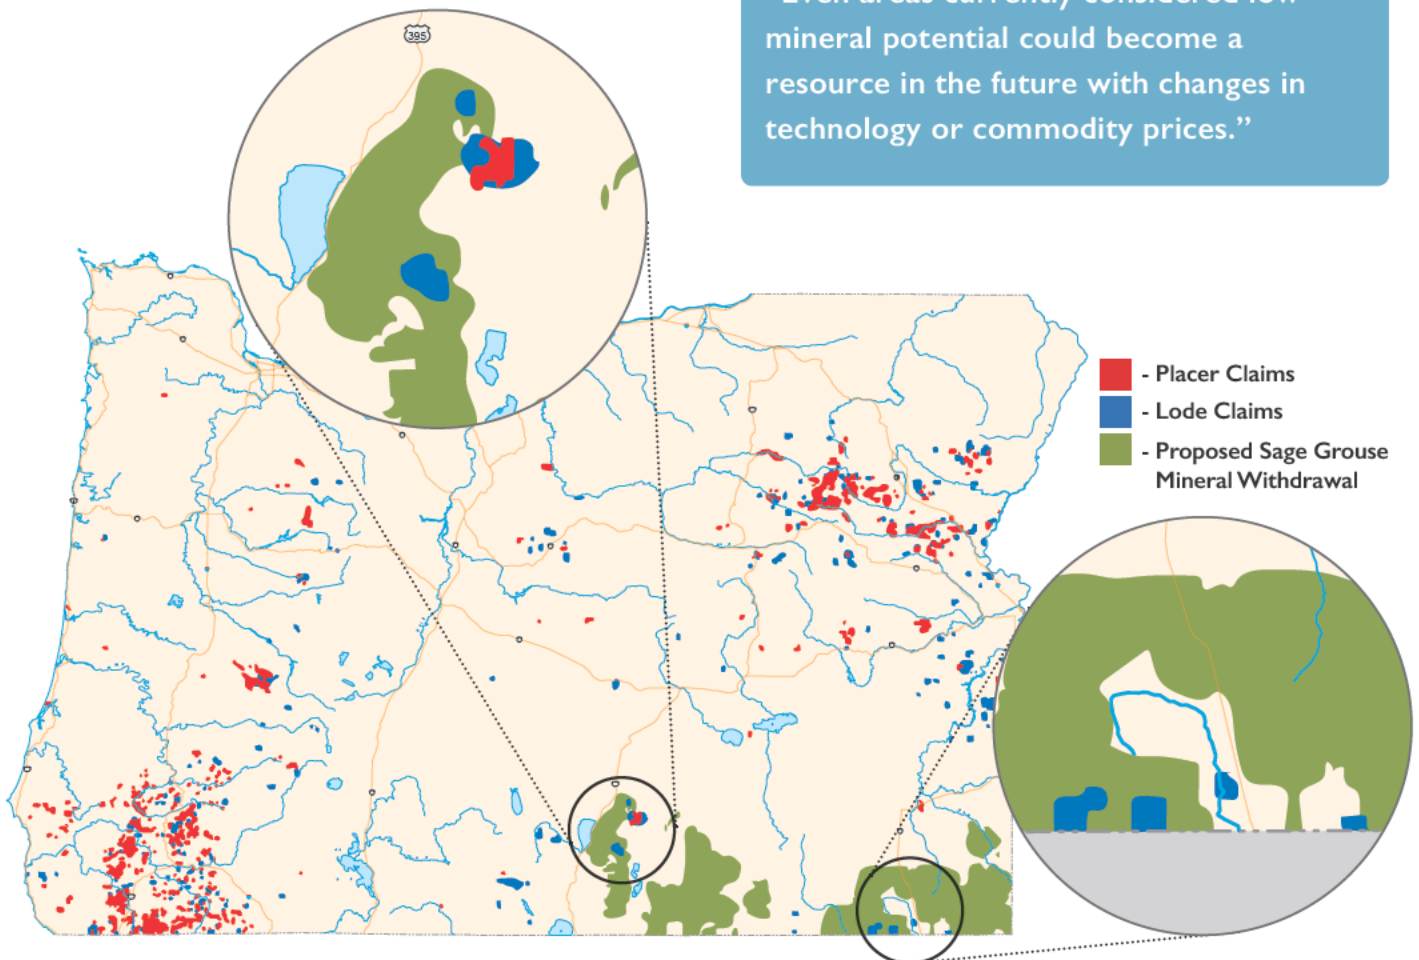 mineral potential could become a
resource in the future with changes in
technology or commodity prices.”
395
- Placer Claims
- Lode Claims
- Proposed Sage Grouse
Mineral Withdrawal